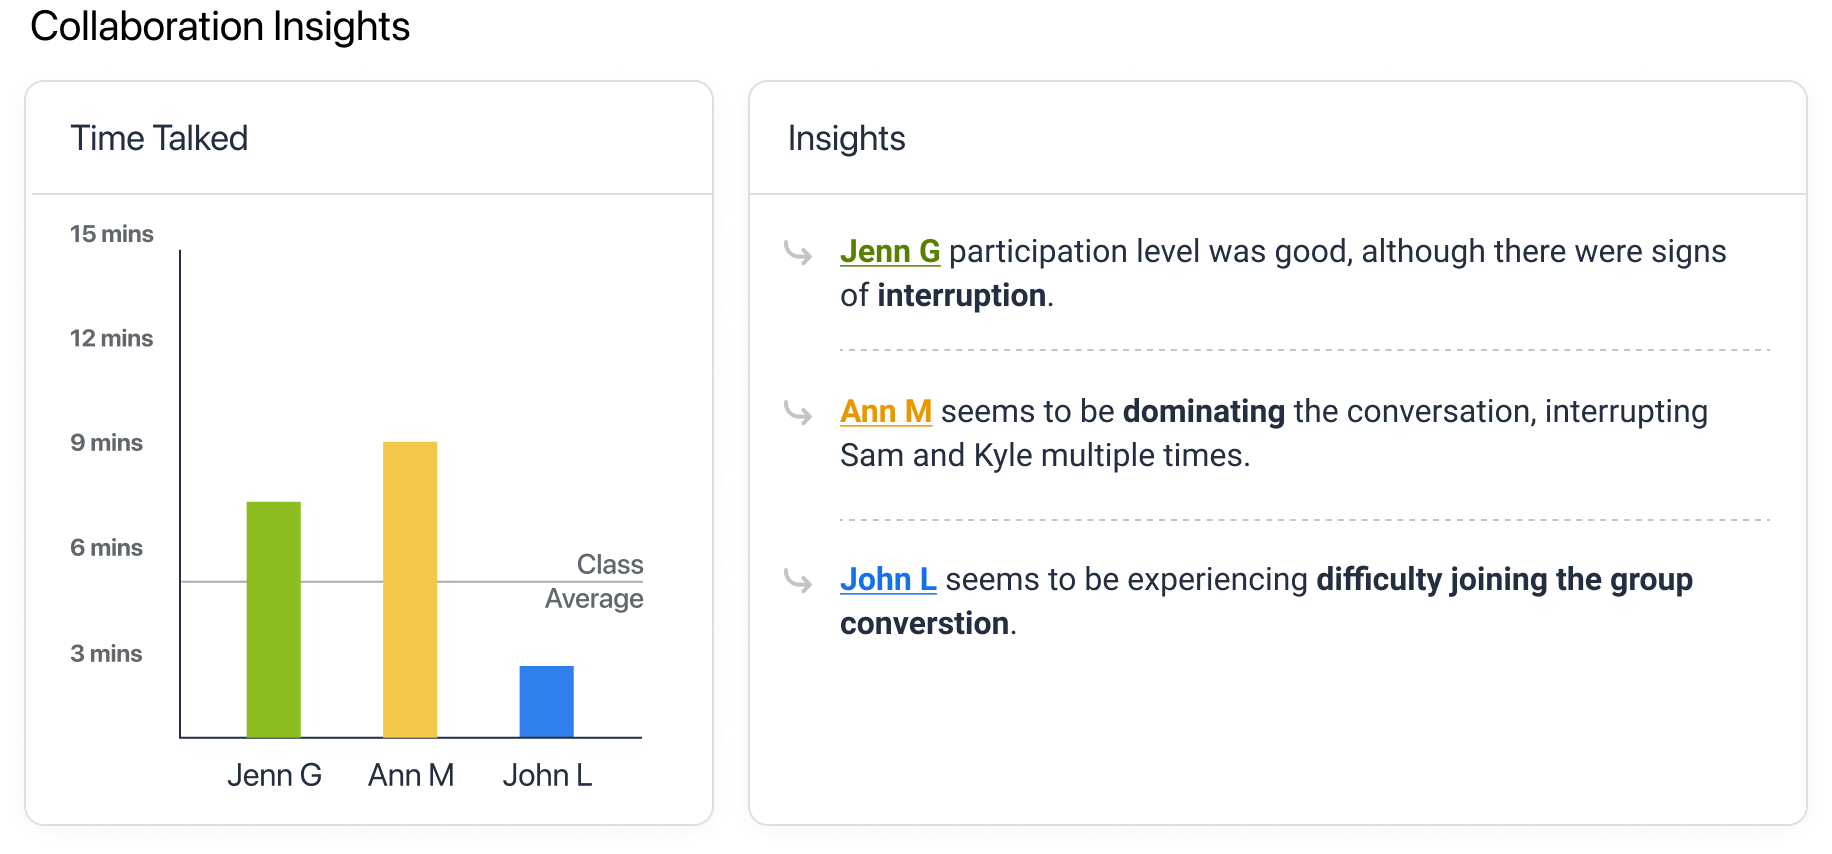 Collaboration Insights
Time Talked
15 mins
12 mins
9 mins
6 mins
3 mins
Class
Average
Jenn G
Ann M
John L
Insights
Jenn G participation level was good, although there were signs
of interruption.
Ann M seems to be dominating the conversation, interrupting
Sam and Kyle multiple times.
John L seems to be experiencing difficulty joining the group
converstion.